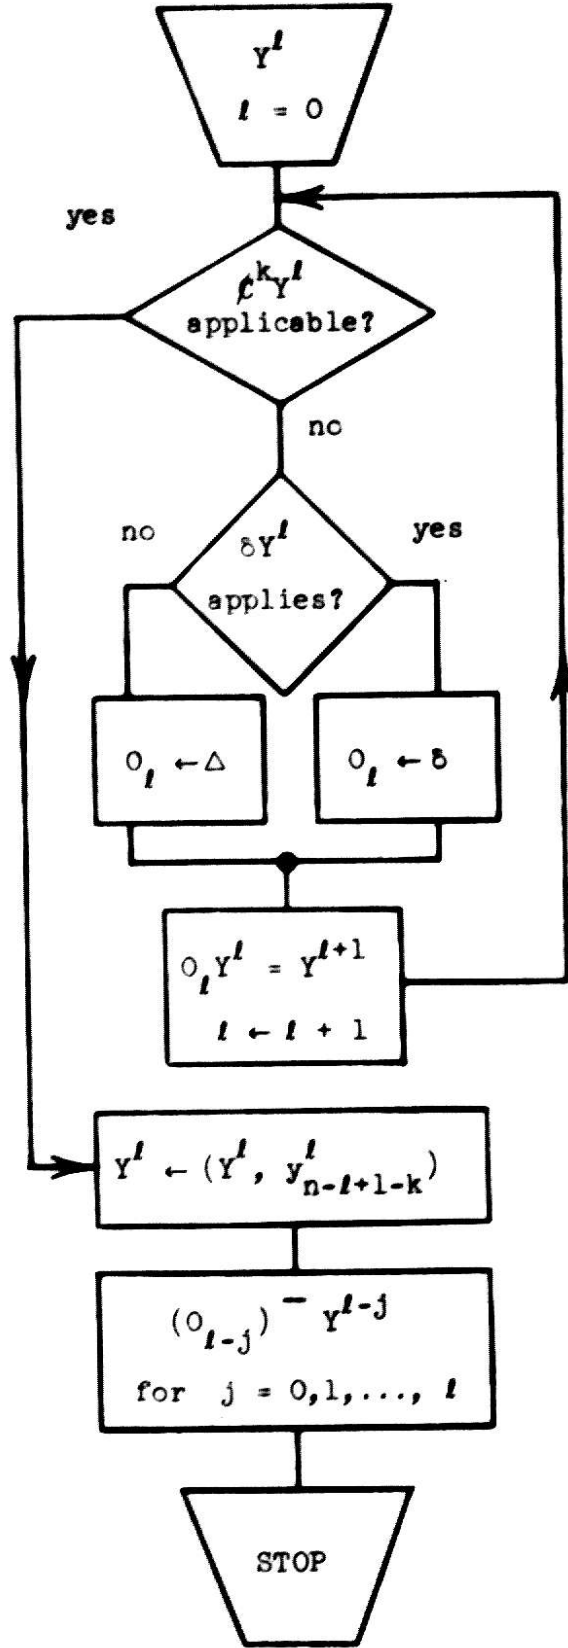 Y^ℓ
ℓ = 0
yes
₵^k Y^ℓ
applicable?
no
no
δY^ℓ
yes
applies?
O_ℓ ← Δ
O_ℓ ← δ
O_ℓ Y^ℓ = Y^{ℓ+1}
ℓ ← ℓ + 1
Y^ℓ ← (Y^ℓ, y^ℓ_{n-ℓ+1-k})
(O_{ℓ-j})^− Y^{ℓ-j}
for j = 0,1,..., ℓ
STOP